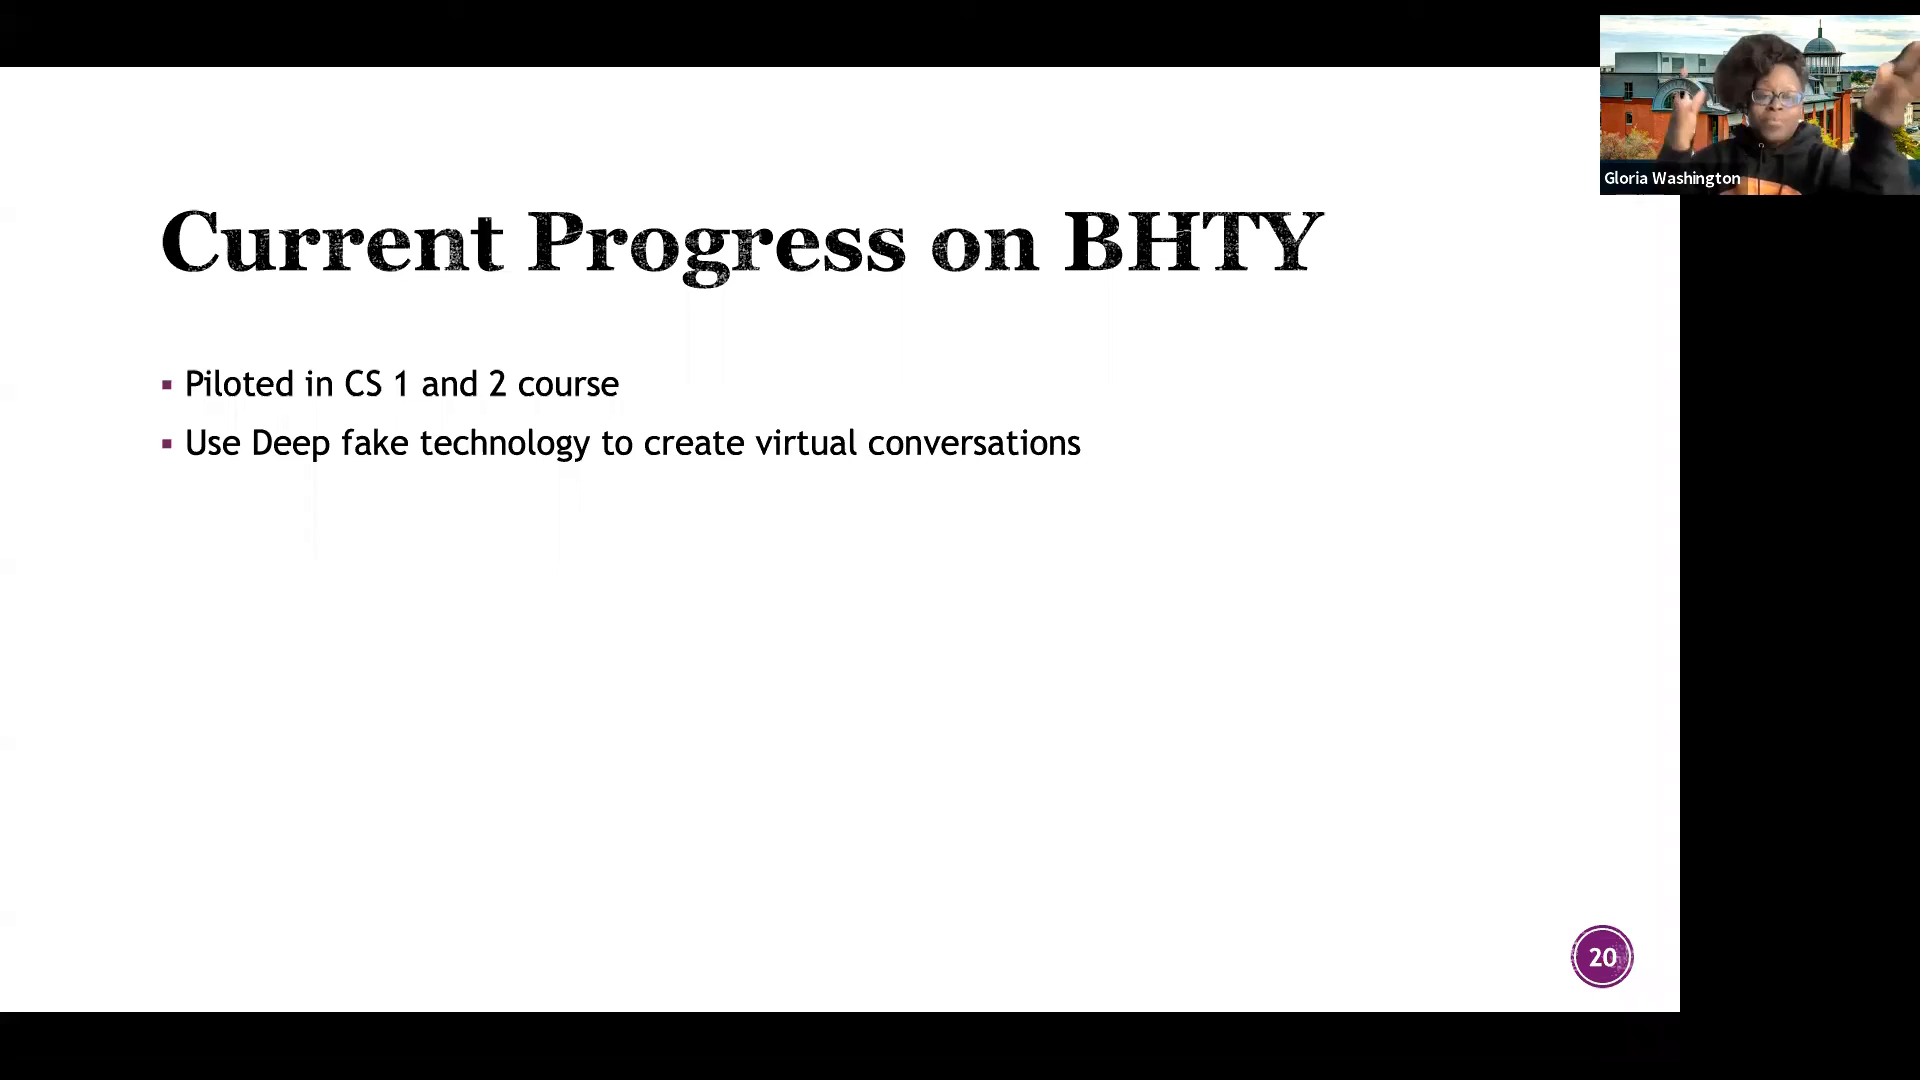 Gloria Washington
Current Progress on BHTY
Piloted in CS 1 and 2 course
Use Deep fake technology to create virtual conversations
20